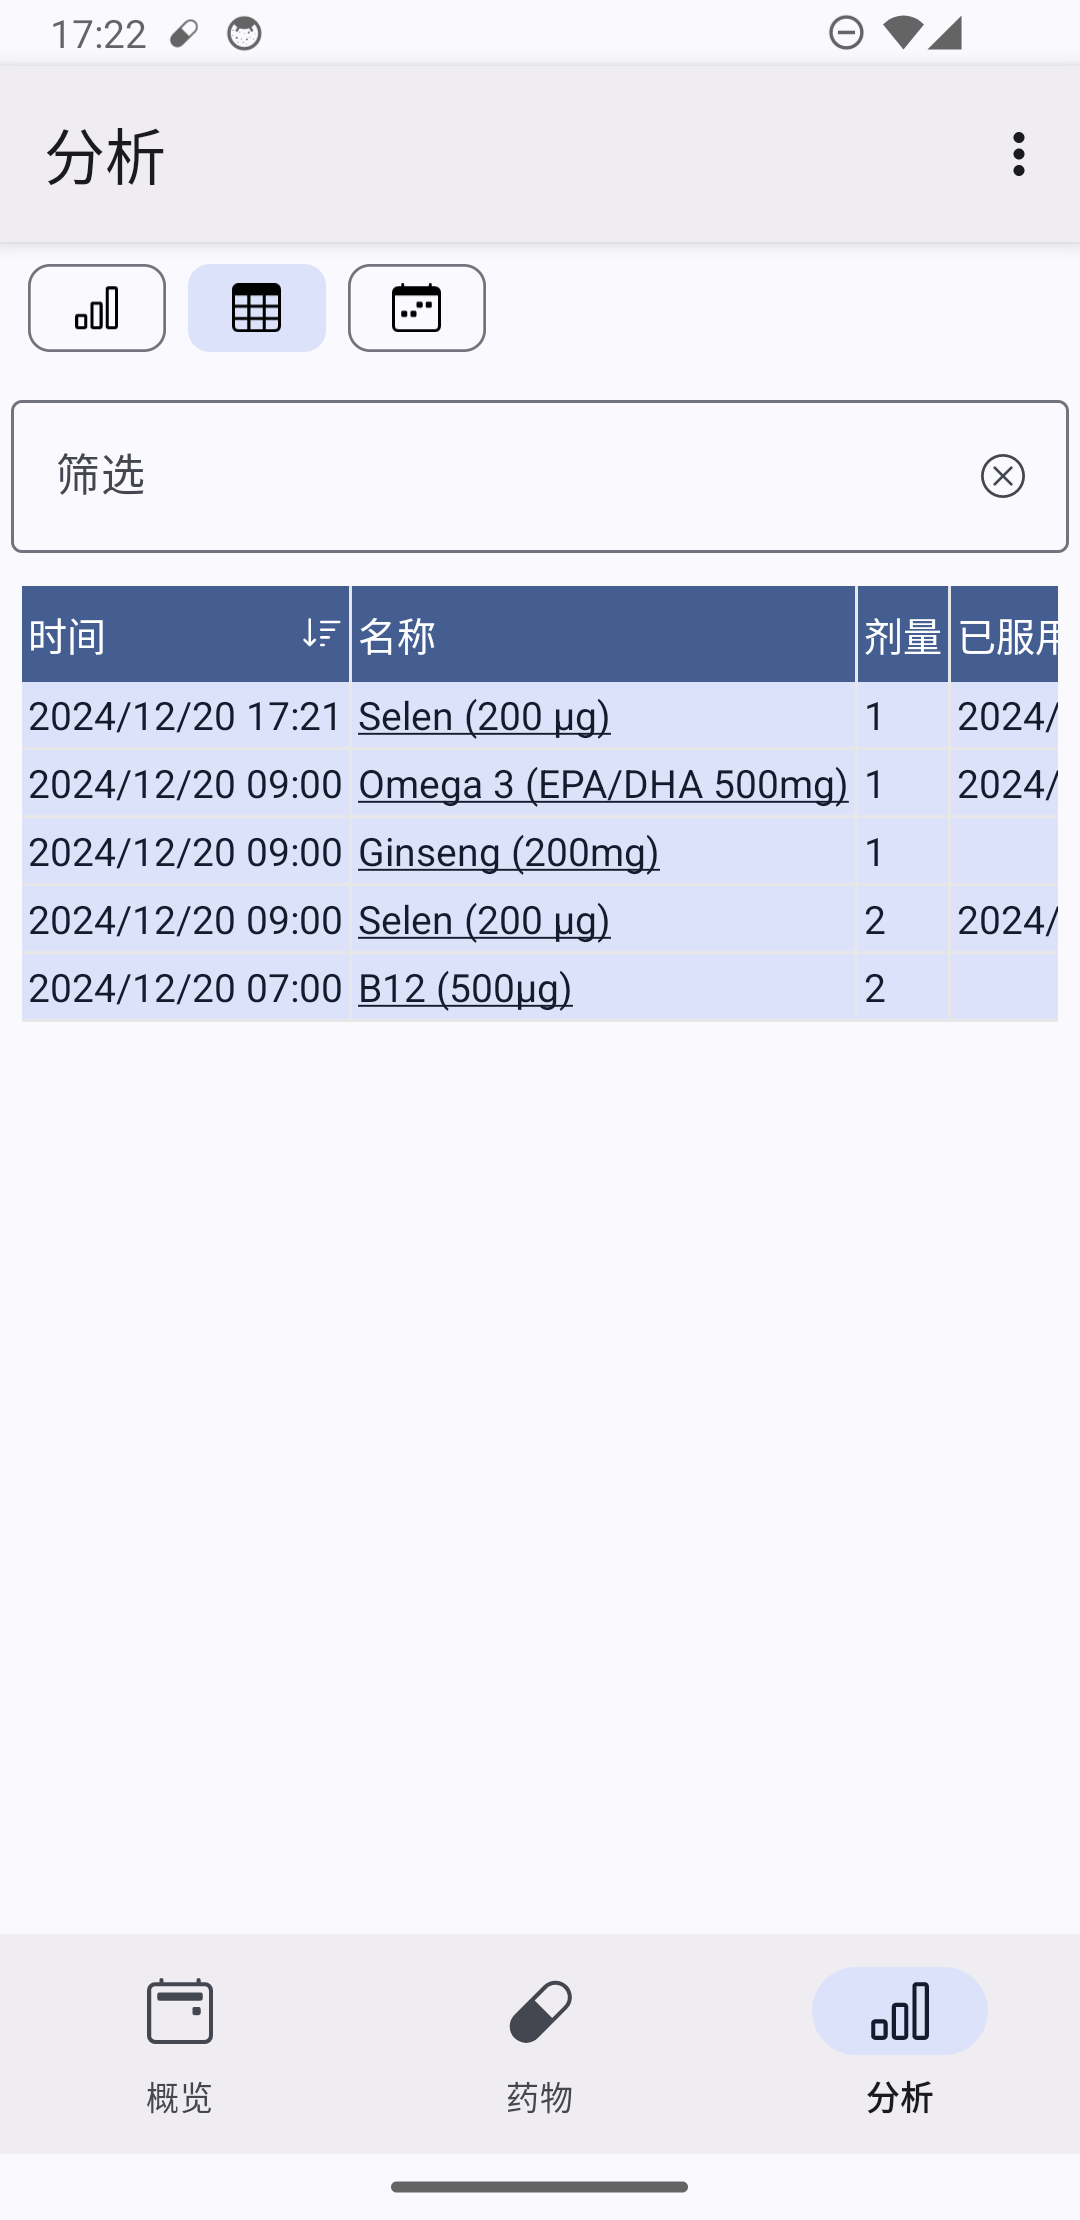 17:22
分析
筛选
时间 名称 剂量 已服用
2024/12/20 17:21 Selen (200 µg) 1 2024/
2024/12/20 09:00 Omega 3 (EPA/DHA 500mg) 1 2024/
2024/12/20 09:00 Ginseng (200mg) 1
2024/12/20 09:00 Selen (200 µg) 2 2024/
2024/12/20 07:00 B12 (500µg) 2
概览 药物 分析